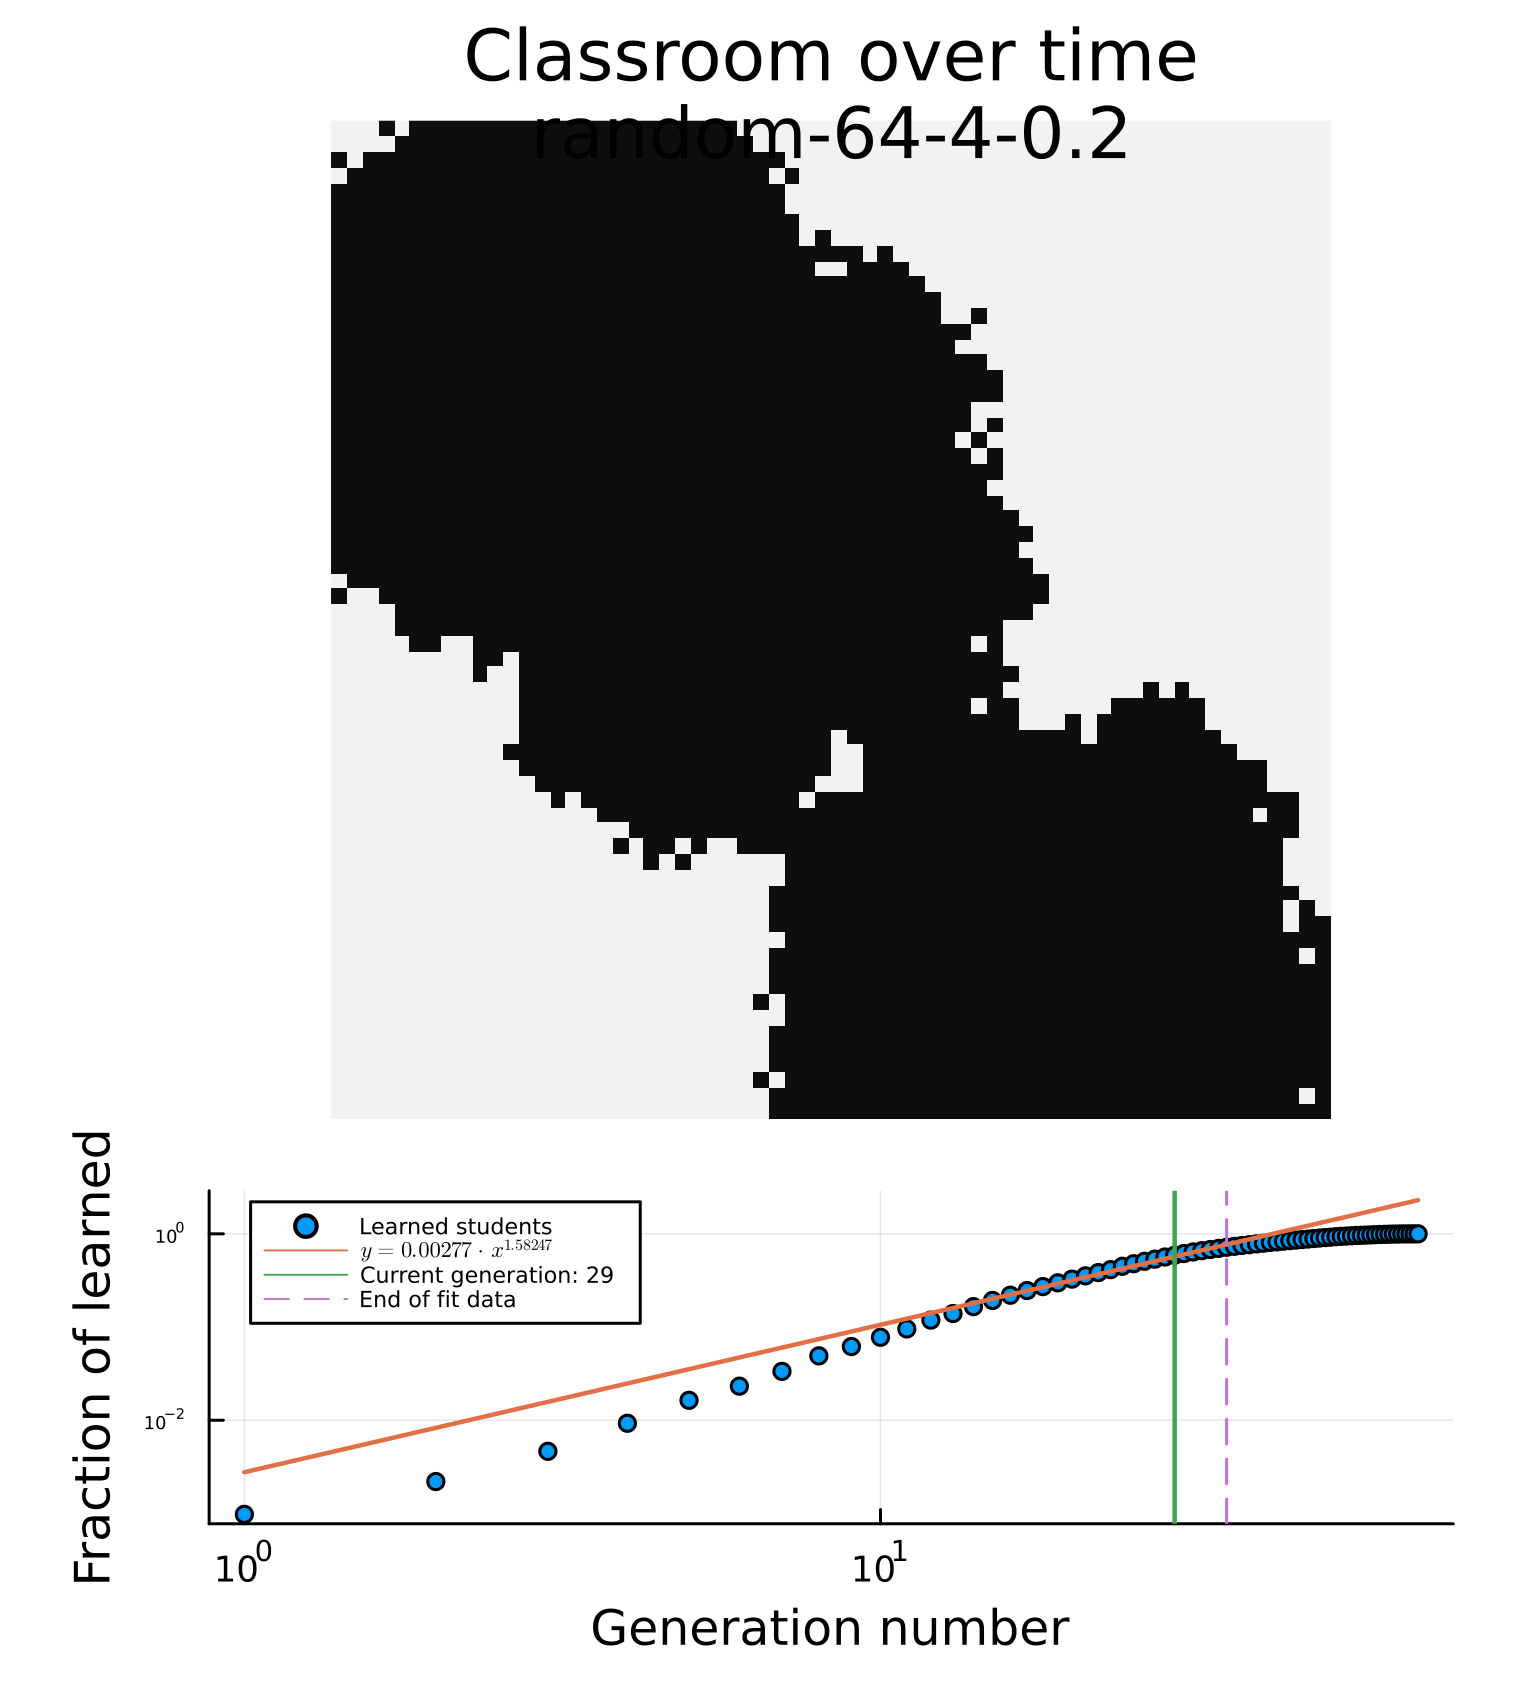 Classroom over time
random-64-4-0.2
Fraction of learned
10^0
10^-2
Learned students
y = 0.00277 · x^1.58247
Current generation: 29
End of fit data
10^0
10^1
Generation number